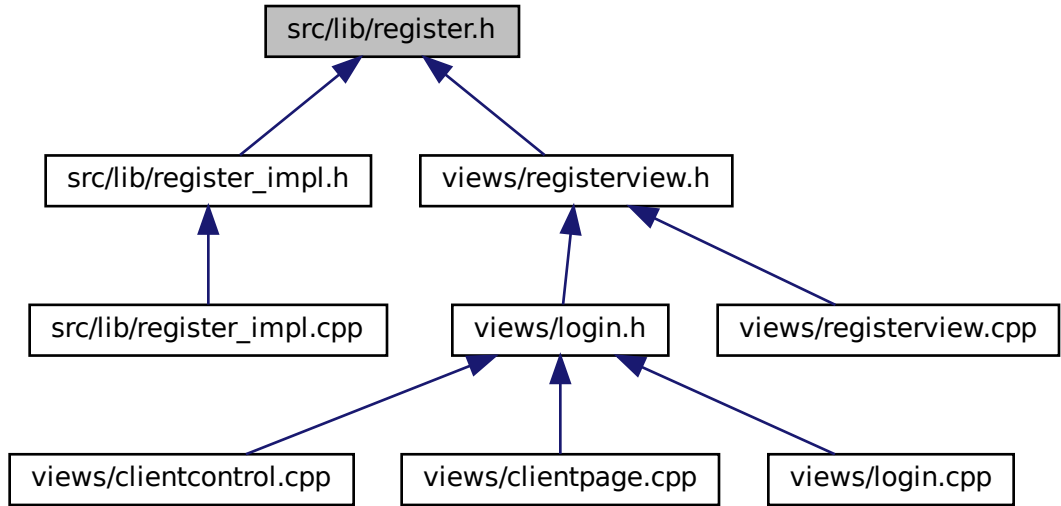 src/lib/register.h
src/lib/register_impl.h
views/registerview.h
src/lib/register_impl.cpp
views/login.h
views/registerview.cpp
views/clientcontrol.cpp
views/clientpage.cpp
views/login.cpp